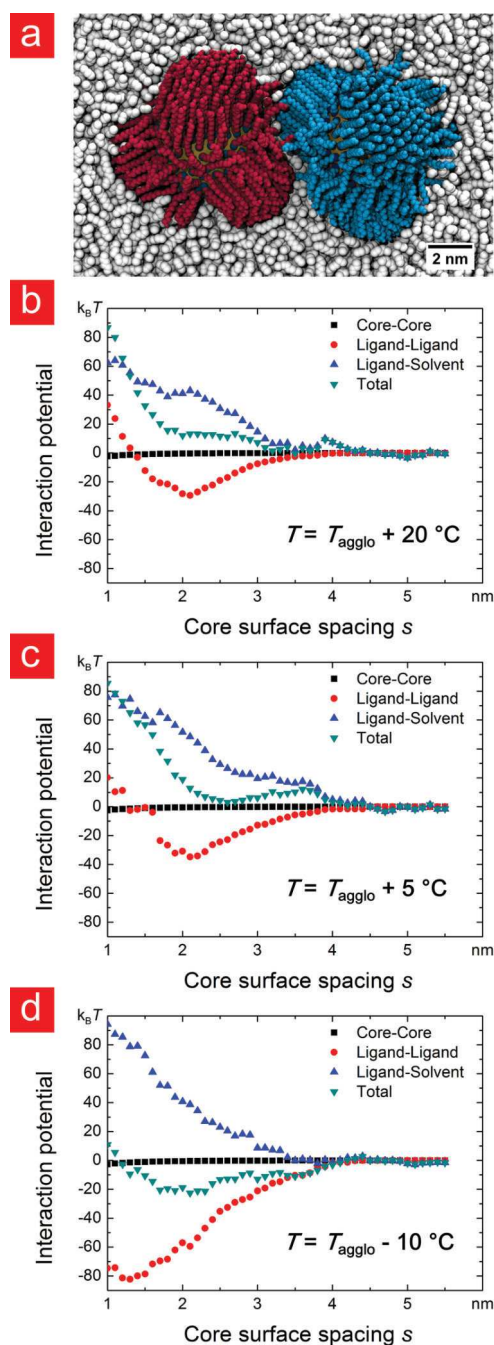 a
2 nm
b
k_BT
80
60
40
20
0
-20
-40
-60
-80
Interaction potential
Core-Core
Ligand-Ligand
Ligand-Solvent
Total
T = T_agglo + 20 °C
1 2 3 4 5 nm
Core surface spacing s
c
k_BT
80
60
40
20
0
-20
-40
-60
-80
Interaction potential
Core-Core
Ligand-Ligand
Ligand-Solvent
Total
T = T_agglo + 5 °C
1 2 3 4 5 nm
Core surface spacing s
d
k_BT
80
60
40
20
0
-20
-40
-60
-80
Interaction potential
Core-Core
Ligand-Ligand
Ligand-Solvent
Total
T = T_agglo - 10 °C
1 2 3 4 5 nm
Core surface spacing s